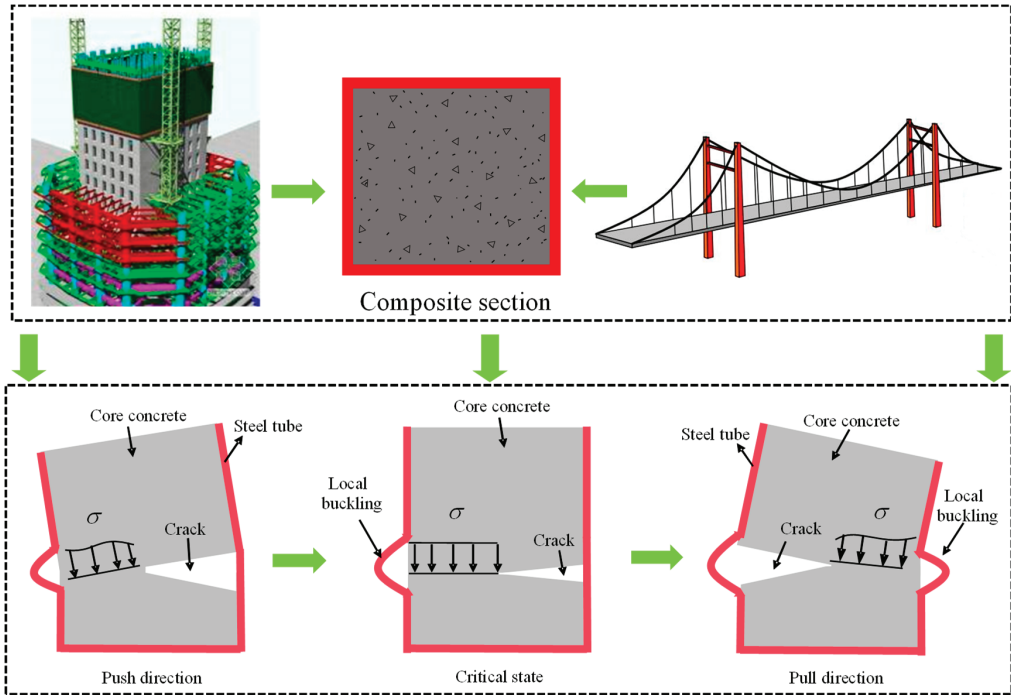 Composite section
Core concrete
Steel tube
σ
Crack
Push direction
Core concrete
Local
buckling
σ
Crack
Critical state
Steel tube
Core concrete
Local
buckling
σ
Crack
Pull direction